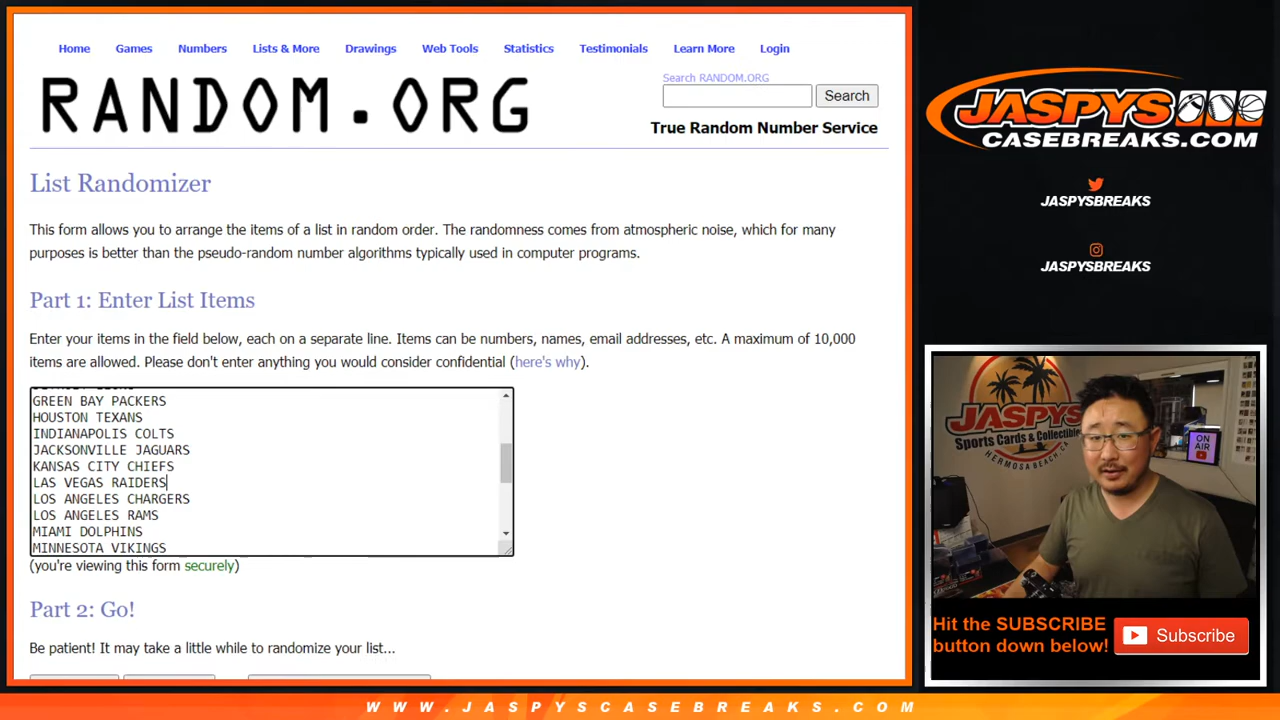 Home Games Numbers Lists & More Drawings Web Tools Statistics Testimonials Learn More Login
RANDOM.ORG
Search RANDOM.ORG
Search
True Random Number Service
List Randomizer
This form allows you to arrange the items of a list in random order. The randomness comes from atmospheric noise, which for many
purposes is better than the pseudo-random number algorithms typically used in computer programs.
Part 1: Enter List Items
Enter your items in the field below, each on a separate line. Items can be numbers, names, email addresses, etc. A maximum of 10,000
items are allowed. Please don't enter anything you would consider confidential (here's why).
GREEN BAY PACKERS
HOUSTON TEXANS
INDIANAPOLIS COLTS
JACKSONVILLE JAGUARS
KANSAS CITY CHIEFS
LAS VEGAS RAIDERS
LOS ANGELES CHARGERS
LOS ANGELES RAMS
MIAMI DOLPHINS
MINNESOTA VIKINGS
(you're viewing this form securely)
Part 2: Go!
Be patient! It may take a little while to randomize your list...
JASPYS
CASEBREAKS.COM
JASPYSBREAKS
JASPYSBREAKS
JASPYS
Sports Cards & Collectibles
HERMOSA BEACH, CA
ON
AIR
Hit the SUBSCRIBE
button down below!
Subscribe
WWW.JASPYSCASEBREAKS.COM